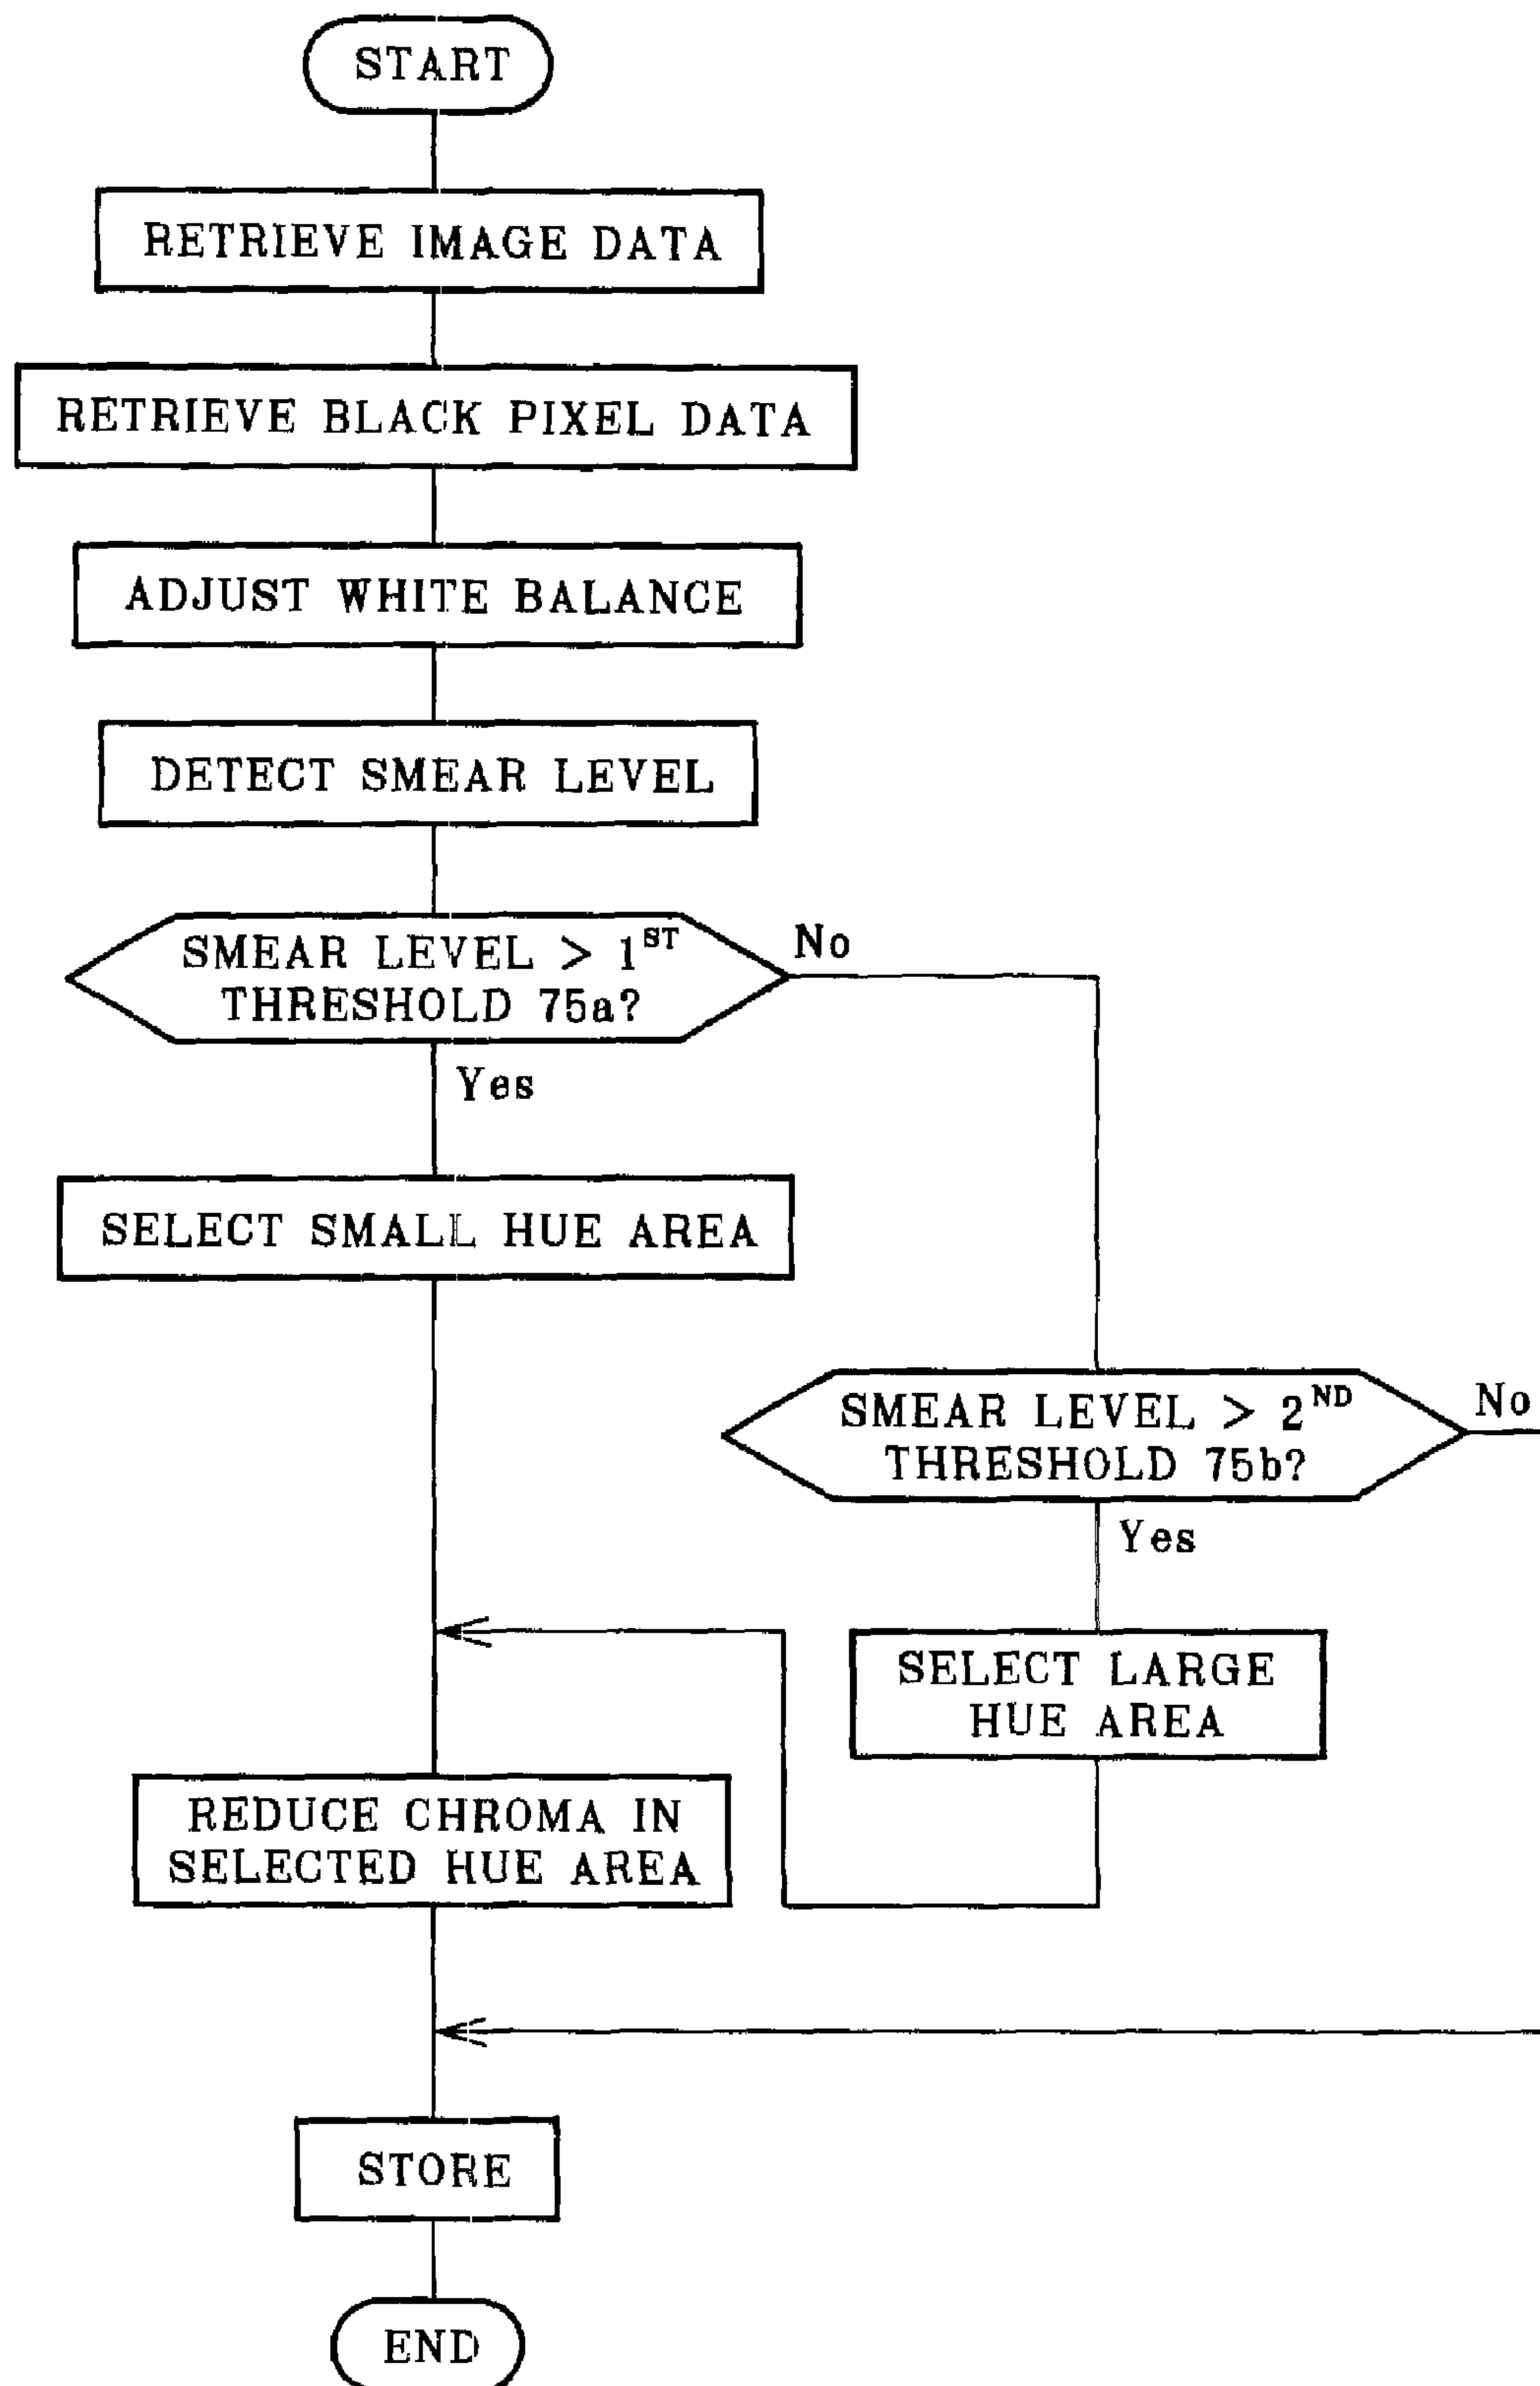 START
RETRIEVE IMAGE DATA
RETRIEVE BLACK PIXEL DATA
ADJUST WHITE BALANCE
DETECT SMEAR LEVEL
SMEAR LEVEL > 1ST
THRESHOLD 75a?
No
Yes
SELECT SMALL HUE AREA
SMEAR LEVEL > 2ND
THRESHOLD 75b?
No
Yes
SELECT LARGE
HUE AREA
REDUCE CHROMA IN
SELECTED HUE AREA
STORE
END